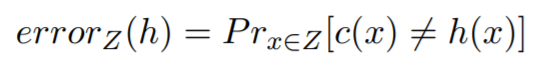 error_Z(h) = Pr_{x∈Z}[c(x) ≠ h(x)]